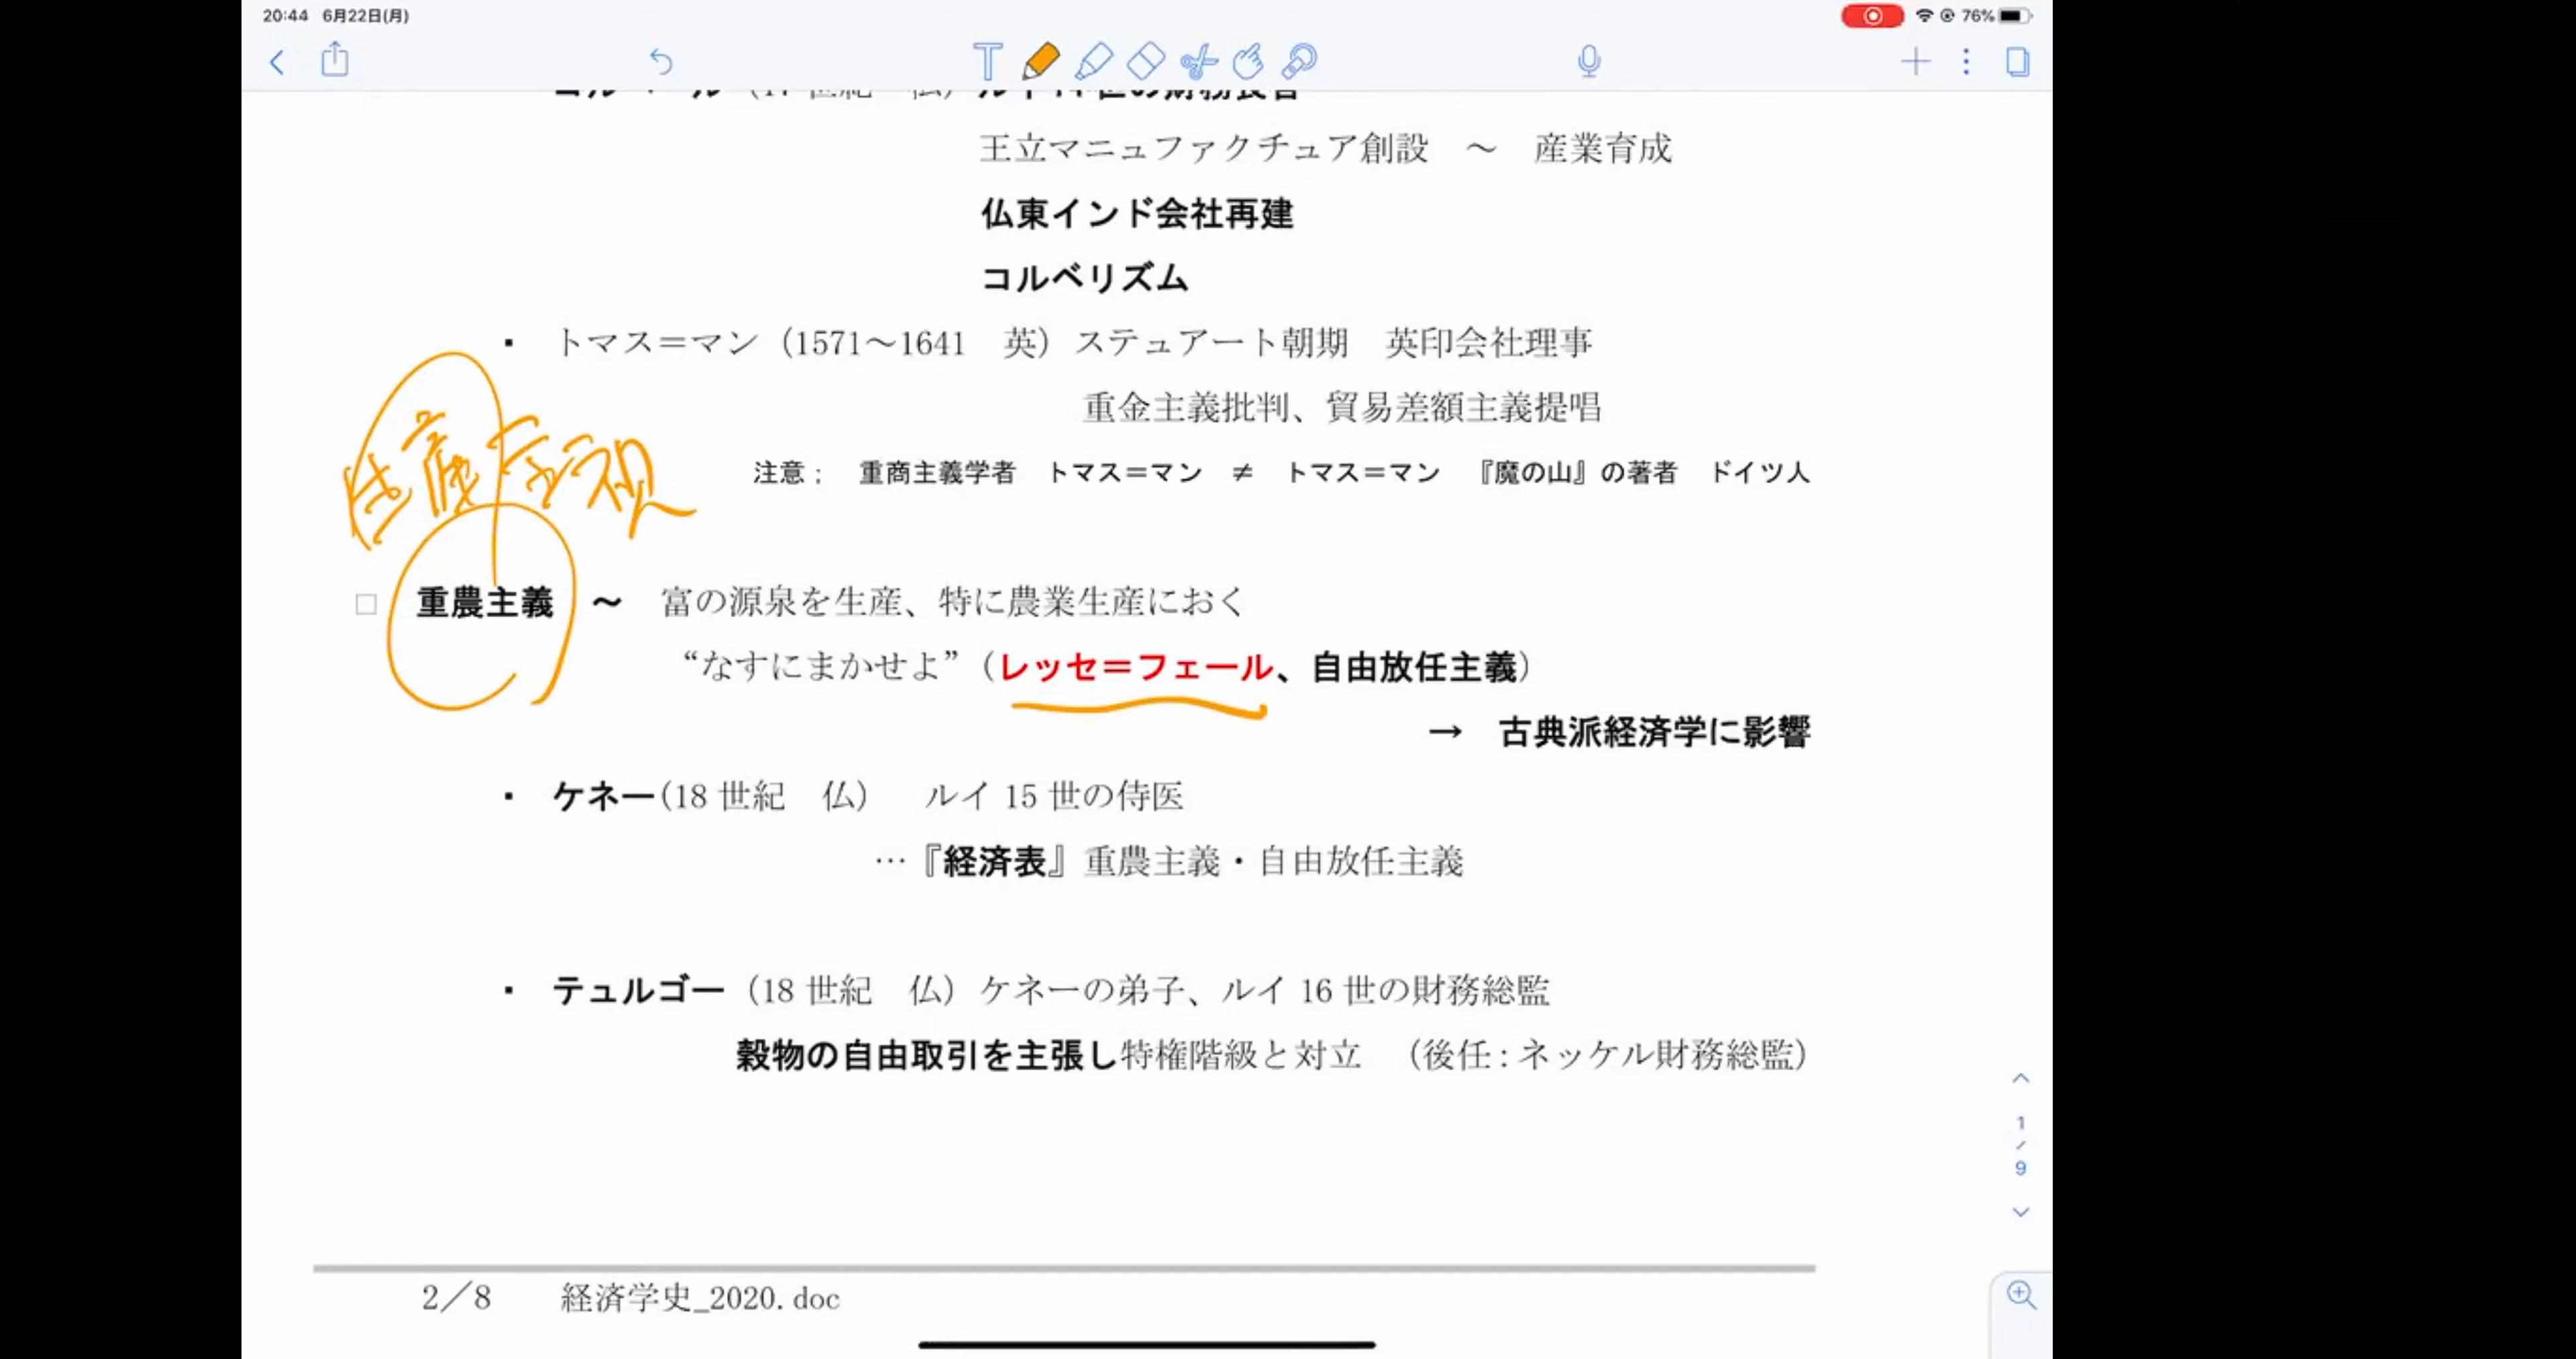 20:44 6月22日(月)
76%
王立マニュファクチュア創設 ～ 産業育成
仏東インド会社再建
コルベリズム
・ トマス＝マン（1571～1641 英）ステュアート朝期 英印会社理事
重金主義批判、貿易差額主義提唱
注意； 重商主義学者 トマス＝マン ≠ トマス＝マン 『魔の山』の著者 ドイツ人
□ 重農主義 ～ 富の源泉を生産、特に農業生産におく
“なすにまかせよ”（レッセ＝フェール、自由放任主義）
→ 古典派経済学に影響
・ ケネー（18 世紀 仏） ルイ 15 世の侍医
…『経済表』重農主義・自由放任主義
・ テュルゴー（18 世紀 仏）ケネーの弟子、ルイ 16 世の財務総監
穀物の自由取引を主張し特権階級と対立 （後任：ネッケル財務総監）
1
/
9
2／8 経済学史_2020.doc